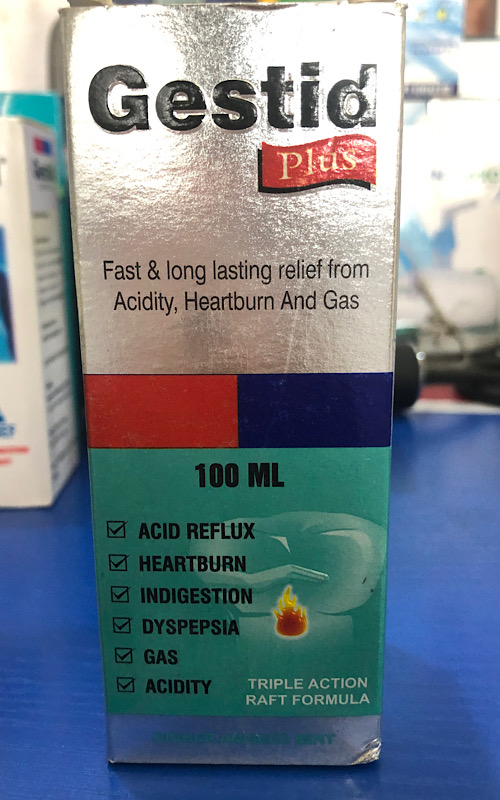 Gestid
Plus
Fast & long lasting relief from
Acidity, Heartburn And Gas
100 ML
ACID REFLUX
HEARTBURN
INDIGESTION
DYSPEPSIA
GAS
ACIDITY
TRIPLE ACTION
RAFT FORMULA